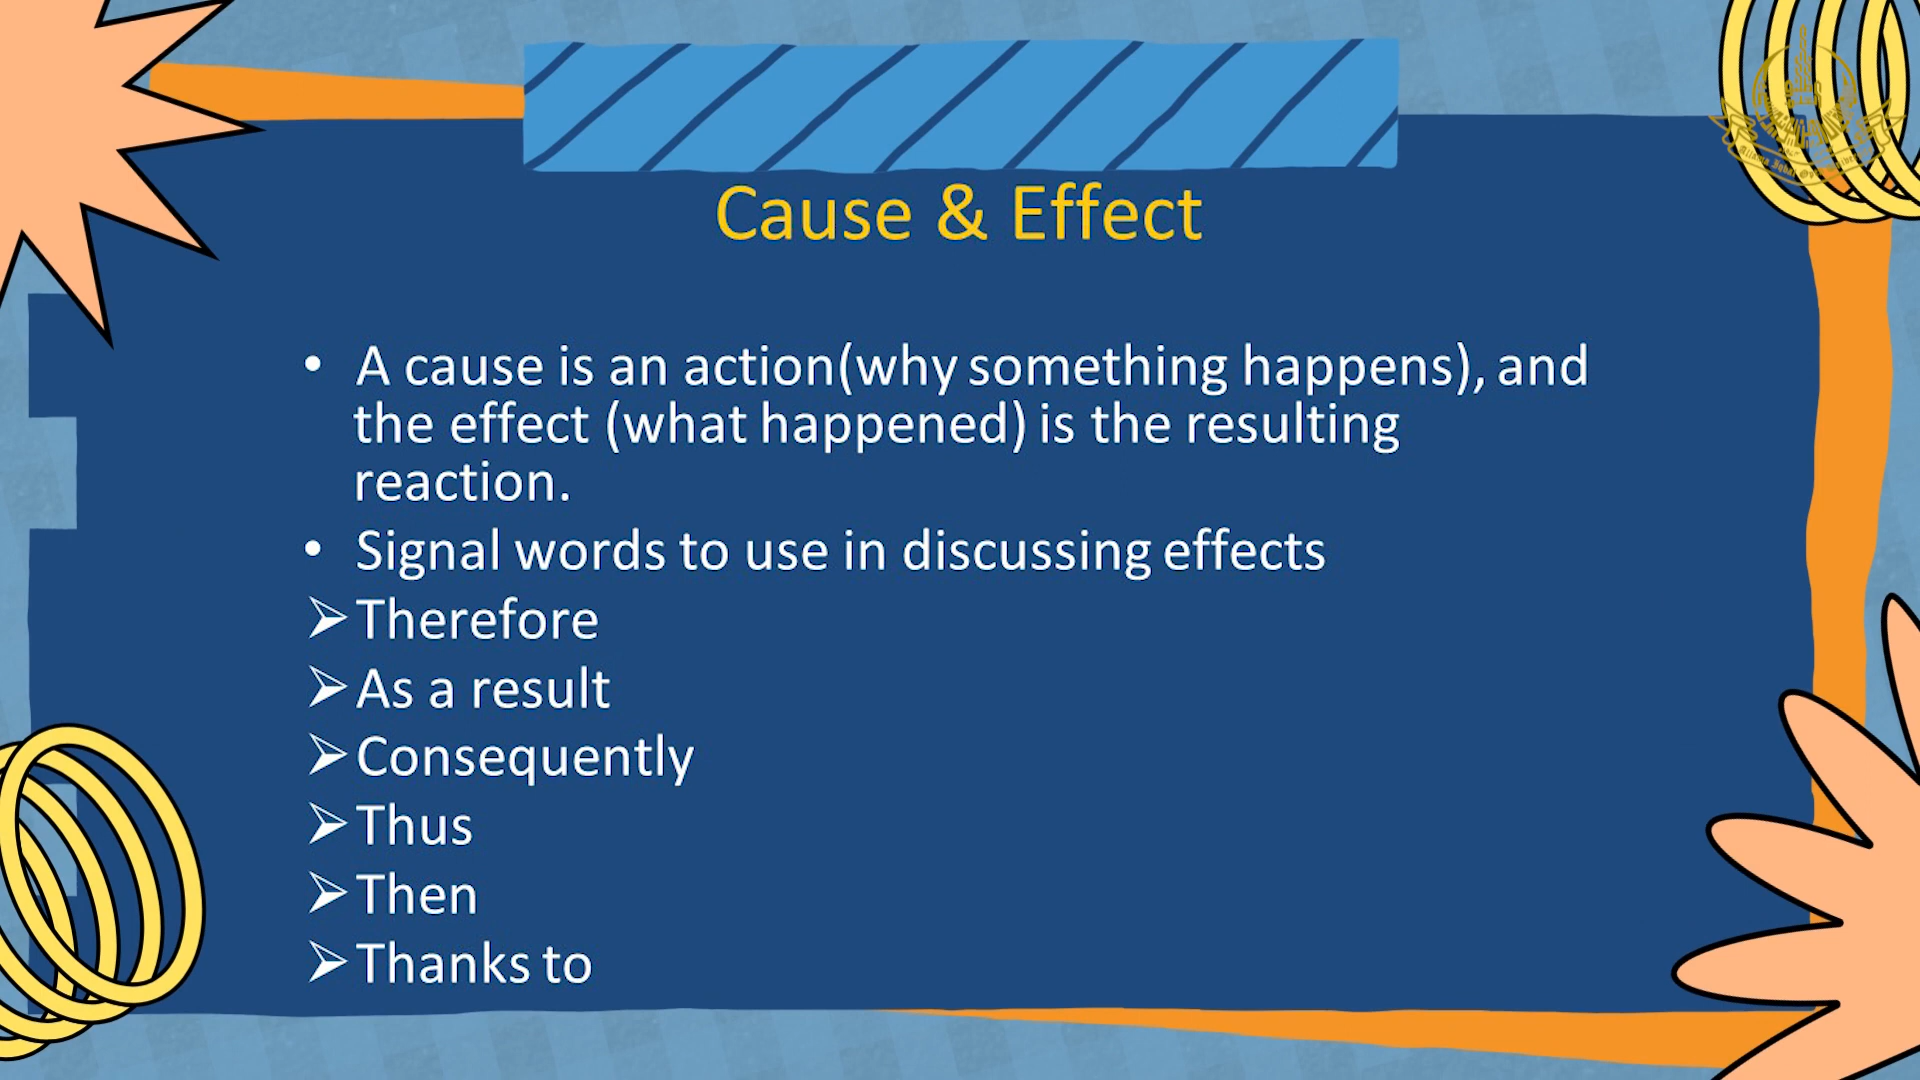 Cause & Effect
• A cause is an action(why something happens), and
the effect (what happened) is the resulting
reaction.
• Signal words to use in discussing effects
➢Therefore
➢As a result
➢Consequently
➢Thus
➢Then
➢Thanks to